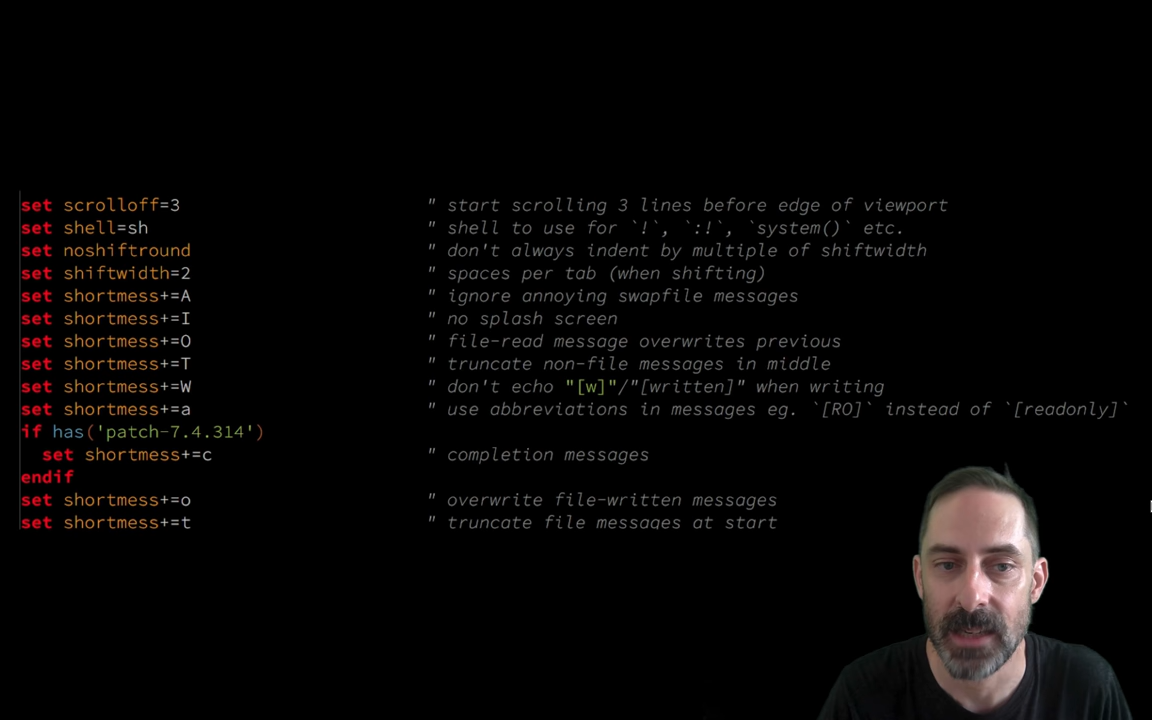 set scrolloff=3 " start scrolling 3 lines before edge of viewport
set shell=sh " shell to use for `!`, `:!`, `system()` etc.
set noshiftround " don't always indent by multiple of shiftwidth
set shiftwidth=2 " spaces per tab (when shifting)
set shortmess+=A " ignore annoying swapfile messages
set shortmess+=I " no splash screen
set shortmess+=O " file-read message overwrites previous
set shortmess+=T " truncate non-file messages in middle
set shortmess+=W " don't echo "[w]"/"[written]" when writing
set shortmess+=a " use abbreviations in messages eg. `[RO]` instead of `[readonly]`
if has('patch-7.4.314')
  set shortmess+=c " completion messages
endif
set shortmess+=o " overwrite file-written messages
set shortmess+=t " truncate file messages at start